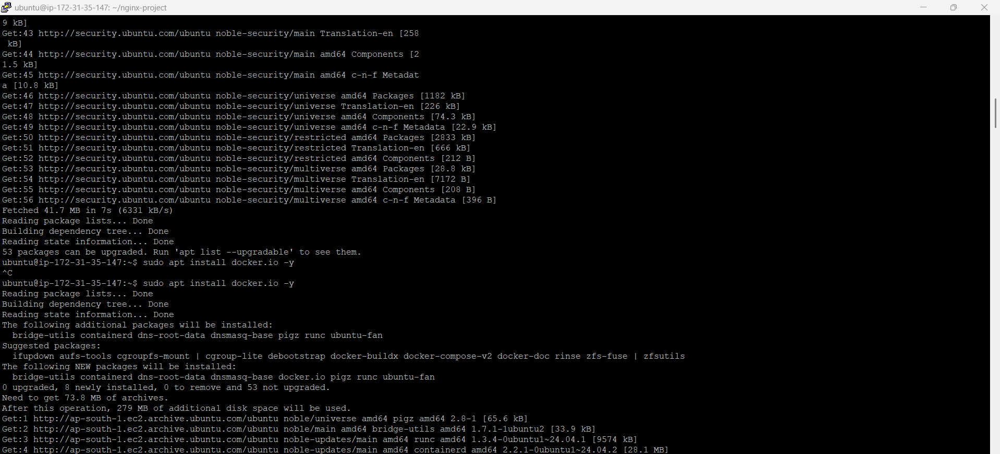 ubuntu@ip-172-31-35-147: ~/nginx-project
9 kB]
Get:43 http://security.ubuntu.com/ubuntu noble-security/main Translation-en [258
 kB]
Get:44 http://security.ubuntu.com/ubuntu noble-security/main amd64 Components [2
1.5 kB]
Get:45 http://security.ubuntu.com/ubuntu noble-security/main amd64 c-n-f Metadat
a [10.8 kB]
Get:46 http://security.ubuntu.com/ubuntu noble-security/universe amd64 Packages [1182 kB]
Get:47 http://security.ubuntu.com/ubuntu noble-security/universe Translation-en [226 kB]
Get:48 http://security.ubuntu.com/ubuntu noble-security/universe amd64 Components [74.3 kB]
Get:49 http://security.ubuntu.com/ubuntu noble-security/universe amd64 c-n-f Metadata [22.9 kB]
Get:50 http://security.ubuntu.com/ubuntu noble-security/restricted amd64 Packages [2833 kB]
Get:51 http://security.ubuntu.com/ubuntu noble-security/restricted Translation-en [666 kB]
Get:52 http://security.ubuntu.com/ubuntu noble-security/restricted amd64 Components [212 B]
Get:53 http://security.ubuntu.com/ubuntu noble-security/multiverse amd64 Packages [28.8 kB]
Get:54 http://security.ubuntu.com/ubuntu noble-security/multiverse Translation-en [7172 B]
Get:55 http://security.ubuntu.com/ubuntu noble-security/multiverse amd64 Components [208 B]
Get:56 http://security.ubuntu.com/ubuntu noble-security/multiverse amd64 c-n-f Metadata [396 B]
Fetched 41.7 MB in 7s (6331 kB/s)
Reading package lists... Done
Building dependency tree... Done
Reading state information... Done
53 packages can be upgraded. Run 'apt list --upgradable' to see them.
ubuntu@ip-172-31-35-147:~$ sudo apt install docker.io -y
^C
ubuntu@ip-172-31-35-147:~$ sudo apt install docker.io -y
Reading package lists... Done
Building dependency tree... Done
Reading state information... Done
The following additional packages will be installed:
  bridge-utils containerd dns-root-data dnsmasq-base pigz runc ubuntu-fan
Suggested packages:
  ifupdown aufs-tools cgroupfs-mount | cgroup-lite debootstrap docker-buildx docker-compose-v2 docker-doc rinse zfs-fuse | zfsutils
The following NEW packages will be installed:
  bridge-utils containerd dns-root-data dnsmasq-base docker.io pigz runc ubuntu-fan
0 upgraded, 8 newly installed, 0 to remove and 53 not upgraded.
Need to get 73.8 MB of archives.
After this operation, 279 MB of additional disk space will be used.
Get:1 http://ap-south-1.ec2.archive.ubuntu.com/ubuntu noble/universe amd64 pigz amd64 2.8-1 [65.6 kB]
Get:2 http://ap-south-1.ec2.archive.ubuntu.com/ubuntu noble/main amd64 bridge-utils amd64 1.7.1-1ubuntu2 [33.9 kB]
Get:3 http://ap-south-1.ec2.archive.ubuntu.com/ubuntu noble-updates/main amd64 runc amd64 1.3.4-0ubuntu1~24.04.1 [9574 kB]
Get:4 http://ap-south-1.ec2.archive.ubuntu.com/ubuntu noble-updates/main amd64 containerd amd64 2.2.1-0ubuntu1~24.04.2 [28.1 MB]